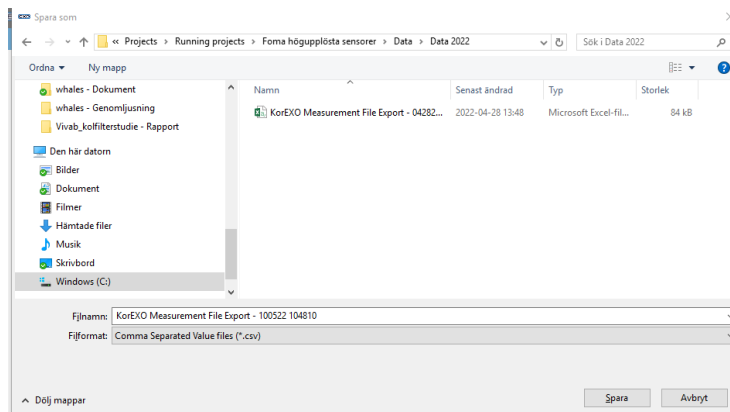 EXO Spara som
« Projects › Running projects › Foma högupplösta sensorer › Data › Data 2022
Sök i Data 2022
Ordna Ny mapp
whales - Dokument
whales - Genomljusning
Vivab_kolfilterstudie - Rapport
Den här datorn
Bilder
Dokument
Filmer
Hämtade filer
Musik
Skrivbord
Windows (C:)
Namn Senast ändrad Typ Storlek
KorEXO Measurement File Export - 04282... 2022-04-28 13:48 Microsoft Excel-fil... 84 kB
Filnamn: KorEXO Measurement File Export - 100522 104810
Filformat: Comma Separated Value files (*.csv)
Dölj mappar Spara Avbryt